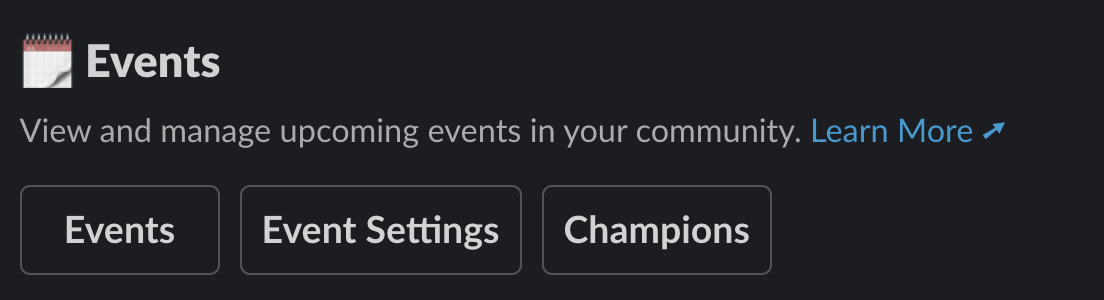 Events
View and manage upcoming events in your community. Learn More
Events Event Settings Champions